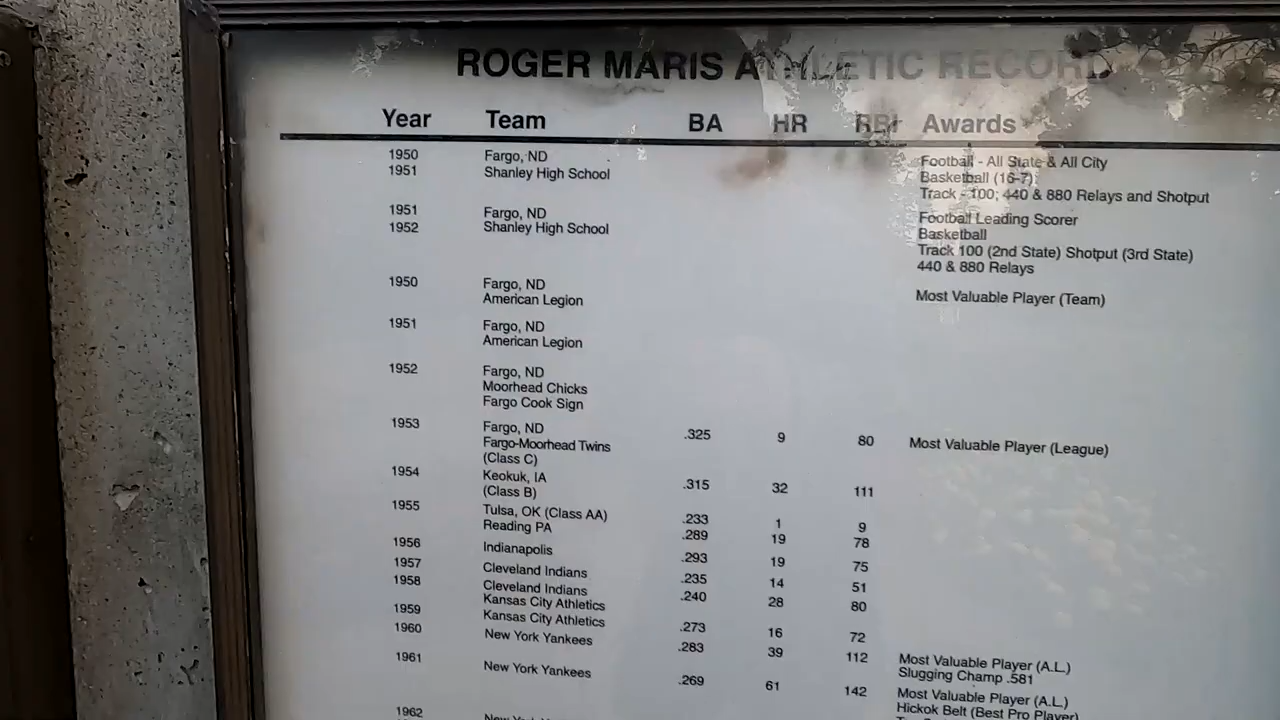 ROGER MARIS ATHLETIC RECORD
Year Team BA HR RBI Awards
1950 Fargo, ND Football - All State & All City
1951 Shanley High School Basketball (16-7)
Track - 100; 440 & 880 Relays and Shotput
1951 Fargo, ND Football Leading Scorer
1952 Shanley High School Basketball
Track 100 (2nd State) Shotput (3rd State)
440 & 880 Relays
1950 Fargo, ND
American Legion Most Valuable Player (Team)
1951 Fargo, ND
American Legion
1952 Fargo, ND
Moorhead Chicks
Fargo Cook Sign
1953 Fargo, ND .325 9 80 Most Valuable Player (League)
Fargo-Moorhead Twins
(Class C)
1954 Keokuk, IA .315 32 111
(Class B)
1955 Tulsa, OK (Class AA) .233 1 9
Reading PA .289 19 78
1956 Indianapolis .293 19 75
1957 Cleveland Indians .235 14 51
1958 Cleveland Indians .240 28 80
Kansas City Athletics
1959 Kansas City Athletics .273 16 72
1960 New York Yankees .283 39 112 Most Valuable Player (A.L.)
Slugging Champ .581
1961 New York Yankees .269 61 142 Most Valuable Player (A.L.)
Hickok Belt (Best Pro Player)
1962